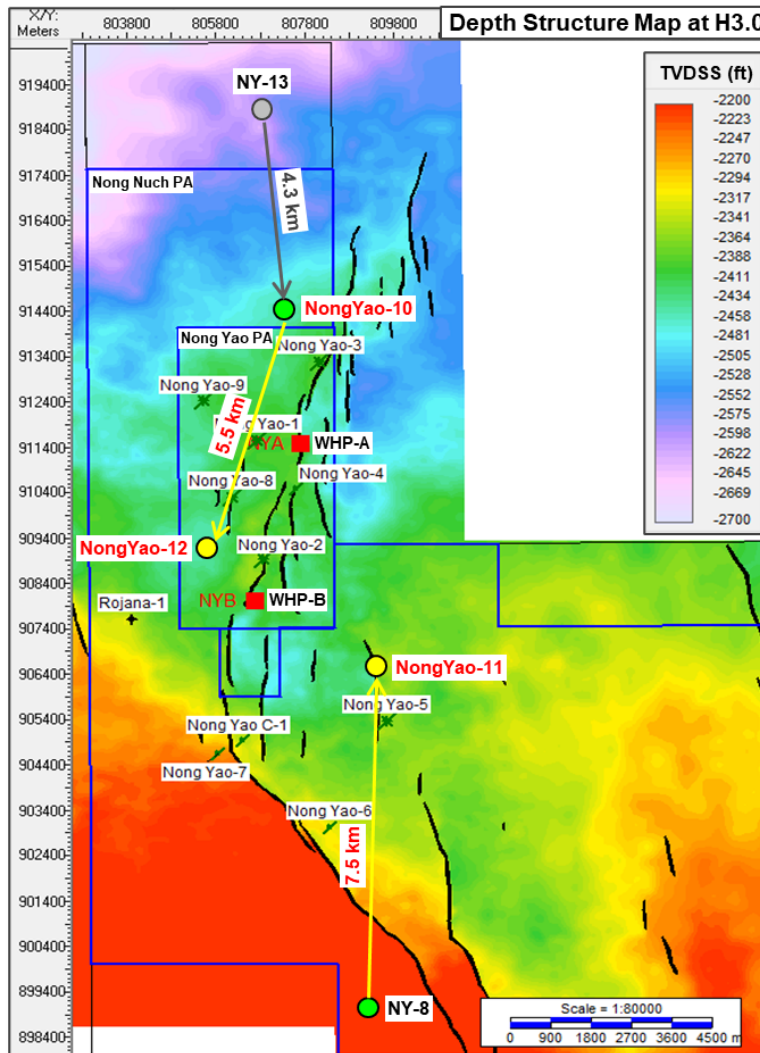 X/Y:
Meters
803800 805800 807800 809800
Depth Structure Map at H3.0
TVDSS (ft)
-2200
-2223
-2247
-2270
-2294
-2317
-2341
-2364
-2388
-2411
-2434
-2458
-2481
-2505
-2528
-2552
-2575
-2598
-2622
-2645
-2669
-2700
919400
918400
917400
916400
915400
914400
913400
912400
911400
910400
909400
908400
907400
906400
905400
904400
903400
902400
901400
900400
899400
898400
NY-13
4.3 km
Nong Nuch PA
NongYao-10
Nong Yao PA
Nong Yao-3
Nong Yao-9
5.5 km
Yao-1
NYA
WHP-A
Nong Yao-8
Nong Yao-4
NongYao-12
Nong Yao-2
NYB
WHP-B
Rojana-1
NongYao-11
Nong Yao-5
Nong Yao C-1
Nong Yao-7
Nong Yao-6
7.5 km
NY-8
Scale = 1:80000
0 900 1800 2700 3600 4500 m